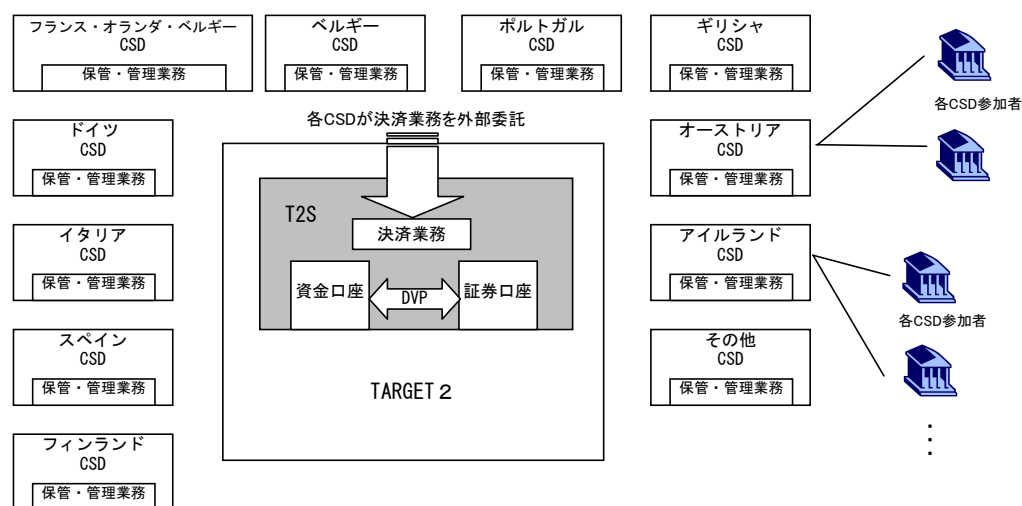 フランス・オランダ・ベルギー
CSD
保管・管理業務
ベルギー
CSD
保管・管理業務
ポルトガル
CSD
保管・管理業務
ギリシャ
CSD
保管・管理業務
各CSD参加者
各CSDが決済業務を外部委託
ドイツ
CSD
保管・管理業務
オーストリア
CSD
保管・管理業務
T2S
決済業務
資金口座
DVP
証券口座
イタリア
CSD
保管・管理業務
アイルランド
CSD
保管・管理業務
各CSD参加者
スペイン
CSD
保管・管理業務
その他
CSD
保管・管理業務
TARGET２
フィンランド
CSD
保管・管理業務